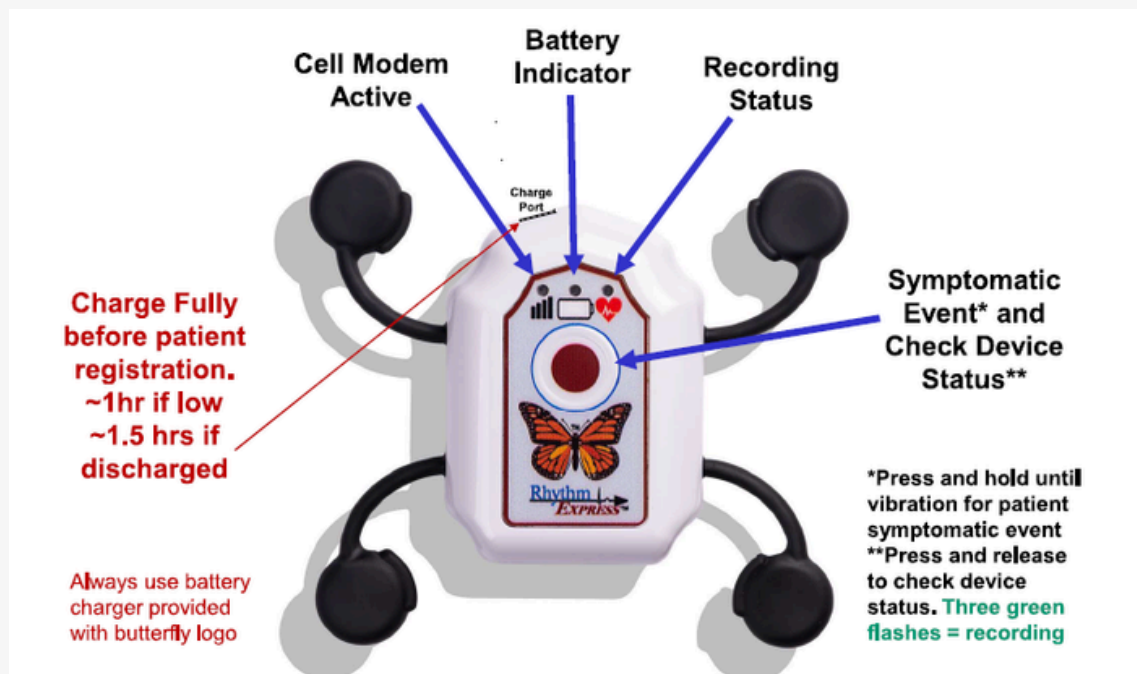 Cell Modem
Active
Battery
Indicator
Recording
Status
Charge
Port
Charge Fully
before patient
registration.
~1hr if low
~1.5 hrs if
discharged
Symptomatic
Event* and
Check Device
Status**
™
Rhythm
EXPRESS™
*Press and hold until
vibration for patient
symptomatic event
**Press and release
to check device
status. Three green
flashes = recording
Always use battery
charger provided
with butterfly logo